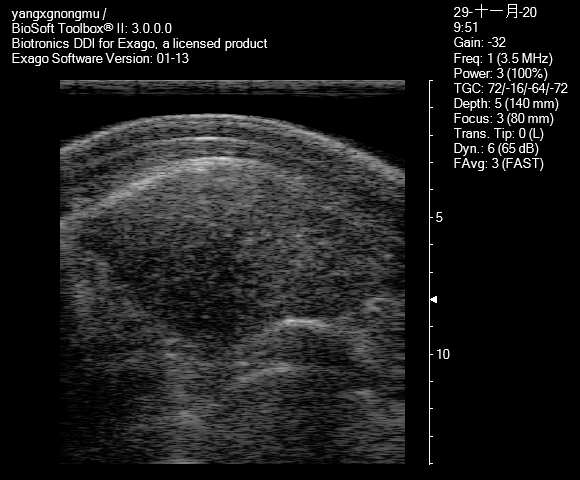 yangxgnongmu /
BioSoft Toolbox® II: 3.0.0.0
Biotronics DDI for Exago, a licensed product
Exago Software Version: 01-13
29-十一月-20
9:51
Gain: -32
Freq: 1 (3.5 MHz)
Power: 3 (100%)
TGC: 72/-16/-64/-72
Depth: 5 (140 mm)
Focus: 3 (80 mm)
Trans. Tip: 0 (L)
Dyn.: 6 (65 dB)
FAvg: 3 (FAST)
5
10